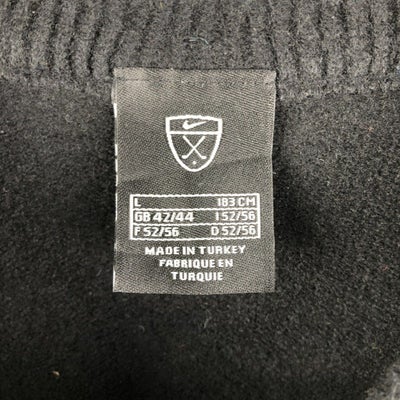 L 183 CM
GB 42/44 I 52/56
F 52/56 D 52/56
MADE IN TURKEY
FABRIQUE EN
TURQUIE